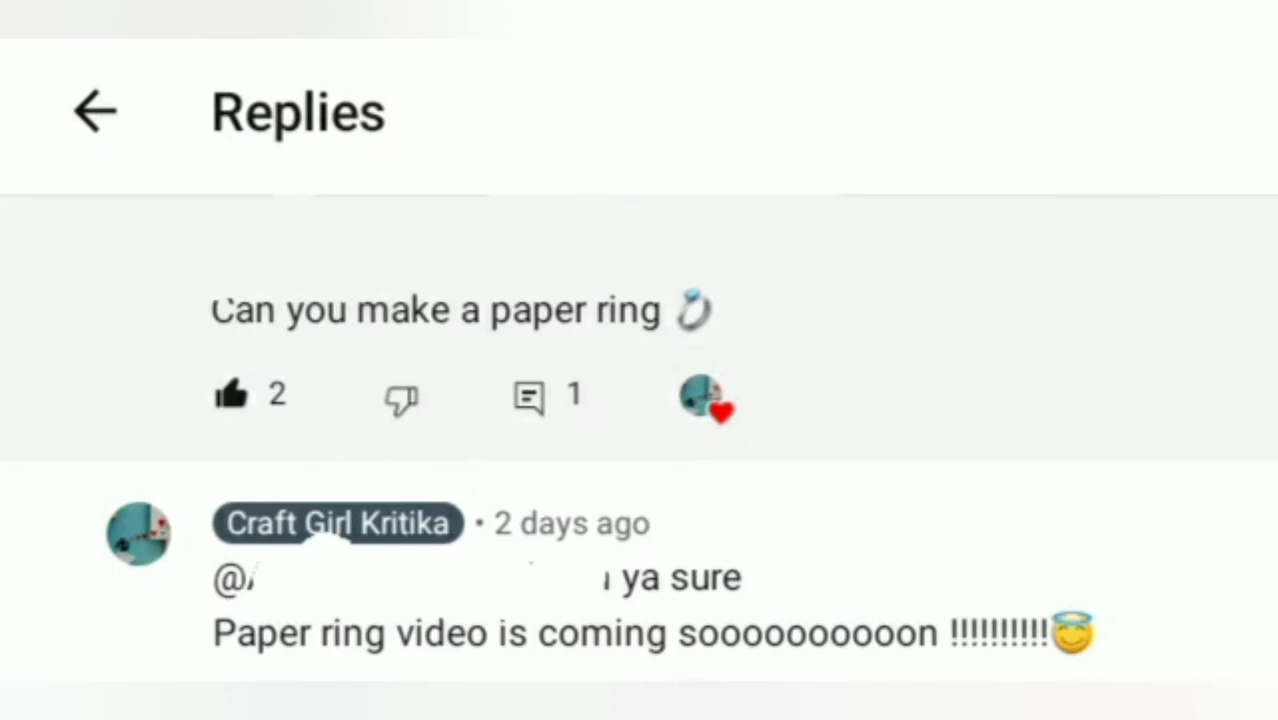 Replies
Can you make a paper ring 💍
2 1
Craft Girl Kritika • 2 days ago
@ ya sure
Paper ring video is coming soooooooooon !!!!!!!!!!😇